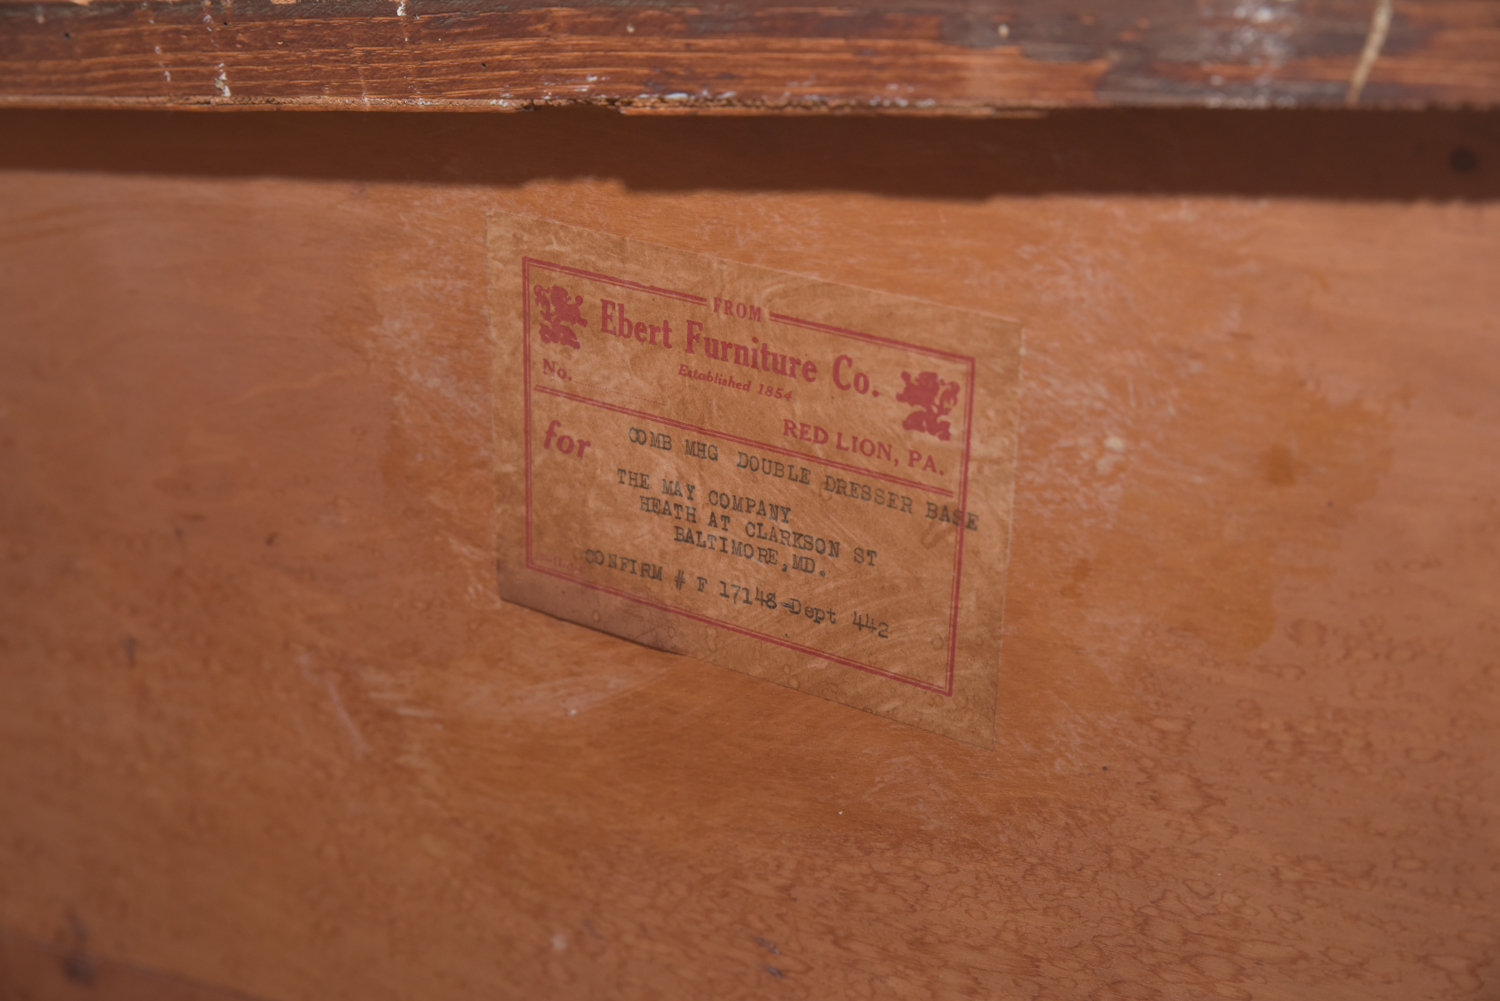 FROM
Ebert Furniture Co.
Established 1854
No.
RED LION, PA.
for
COMB MHG DOUBLE DRESSER BASE
THE MAY COMPANY
HEATH AT CLARKSON ST
BALTIMORE,MD.
CONFIRM # F 17148-Dept 442